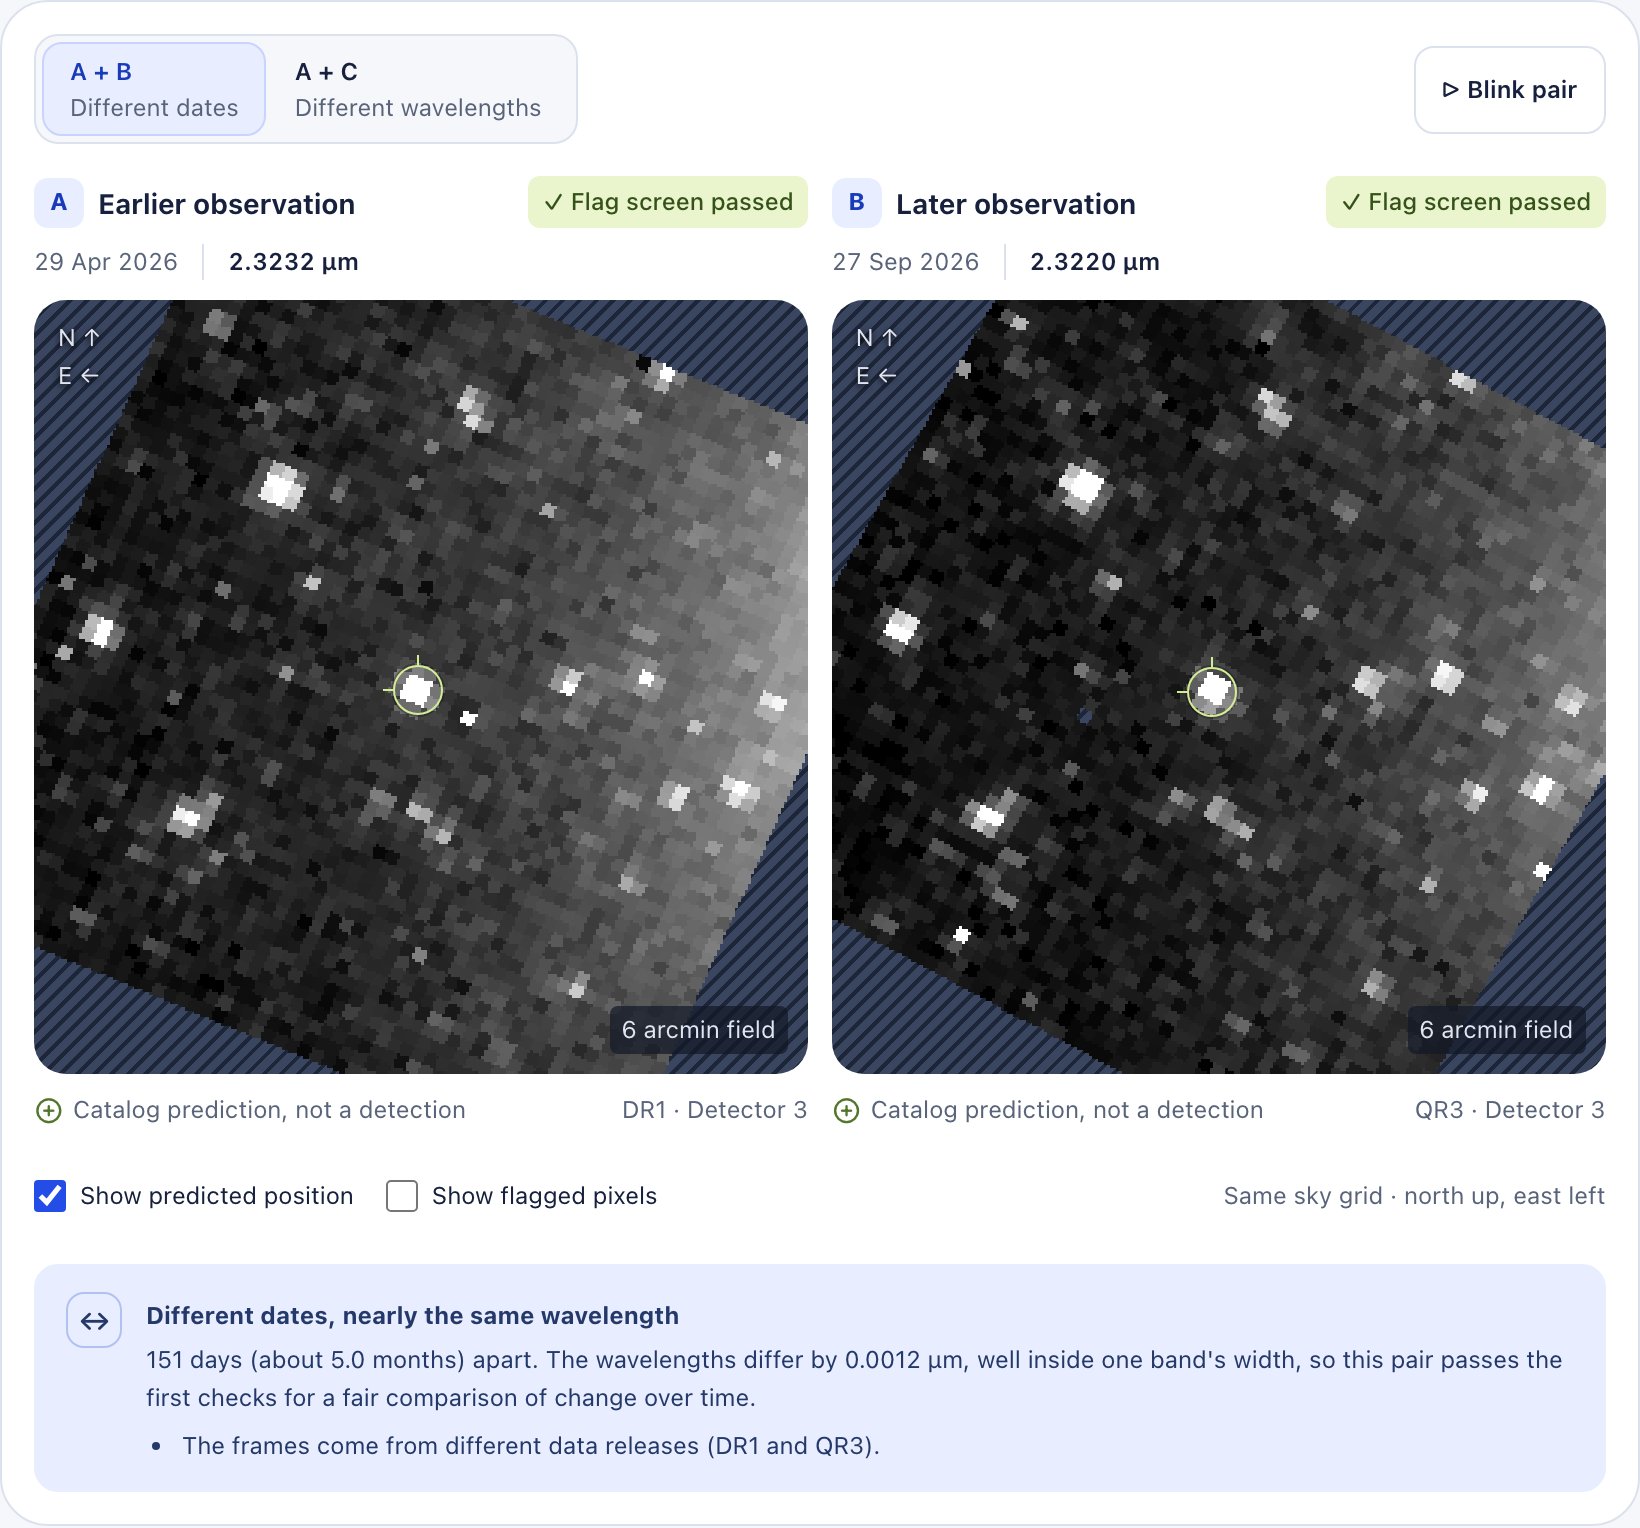 A + B
Different dates
A + C
Different wavelengths
▷ Blink pair
A Earlier observation
✓ Flag screen passed
29 Apr 2026 2.3232 µm
N ↑
E ←
6 arcmin field
Catalog prediction, not a detection
DR1 · Detector 3
B Later observation
✓ Flag screen passed
27 Sep 2026 2.3220 µm
N ↑
E ←
6 arcmin field
Catalog prediction, not a detection
QR3 · Detector 3
Show predicted position
Show flagged pixels
Same sky grid · north up, east left
Different dates, nearly the same wavelength
151 days (about 5.0 months) apart. The wavelengths differ by 0.0012 µm, well inside one band's width, so this pair passes the
first checks for a fair comparison of change over time.
• The frames come from different data releases (DR1 and QR3).